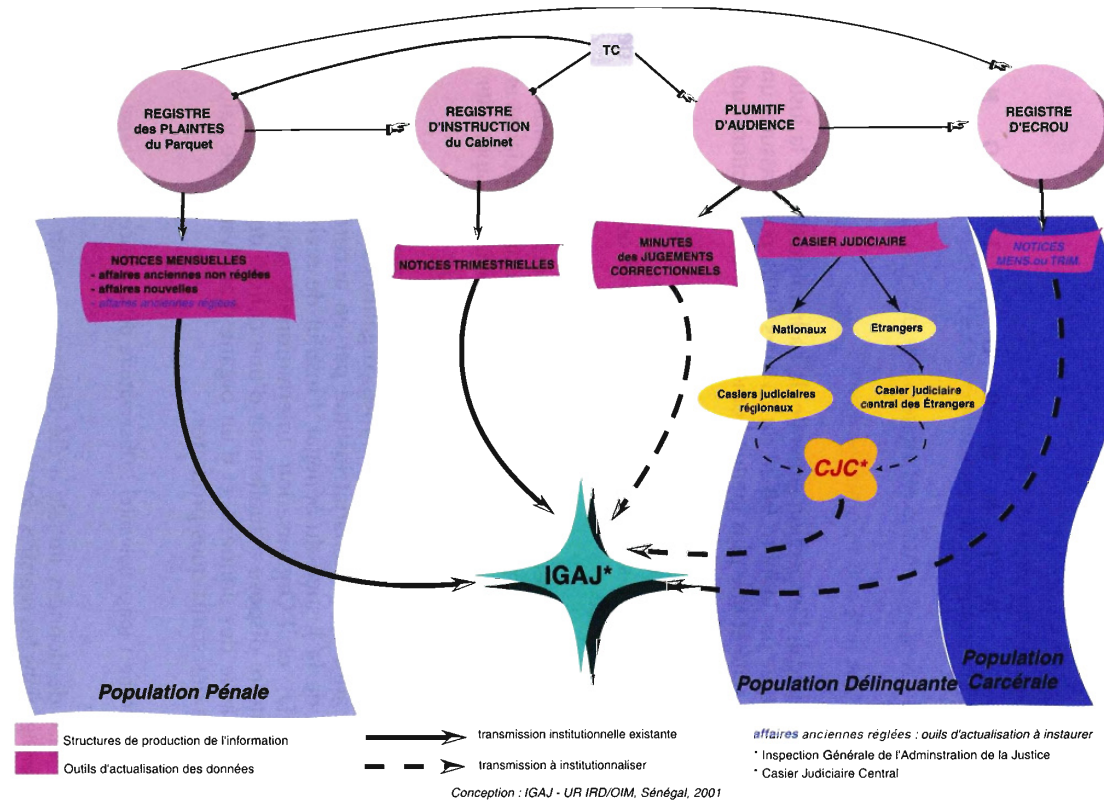 TC
REGISTRE
des PLAINTES
du Parquet
REGISTRE
D'INSTRUCTION
du Cabinet
PLUMITIF
D'AUDIENCE
REGISTRE
D'ECROU
NOTICES MENSUELLES
- affaires anciennes non réglées
- affaires nouvelles
- affaires anciennes réglées
NOTICES TRIMESTRIELLES
MINUTES
des JUGEMENTS
CORRECTIONNELS
CASIER JUDICIAIRE
NOTICES
MENS. ou TRIM.
Nationaux
Etrangers
Casiers judiciaires
régionaux
Casier judiciaire
central des Étrangers
CJC*
IGAJ*
Population Pénale
Population Délinquante
Population
Carcérale
Structures de production de l'information
Outils d'actualisation des données
transmission institutionnelle existante
transmission à institutionnaliser
affaires anciennes réglées : ouils d'actualisation à instaurer
* Inspection Générale de l'Adminstration de la Justice
* Casier Judiciaire Central
Conception : IGAJ - UR IRD/OIM, Sénégal, 2001